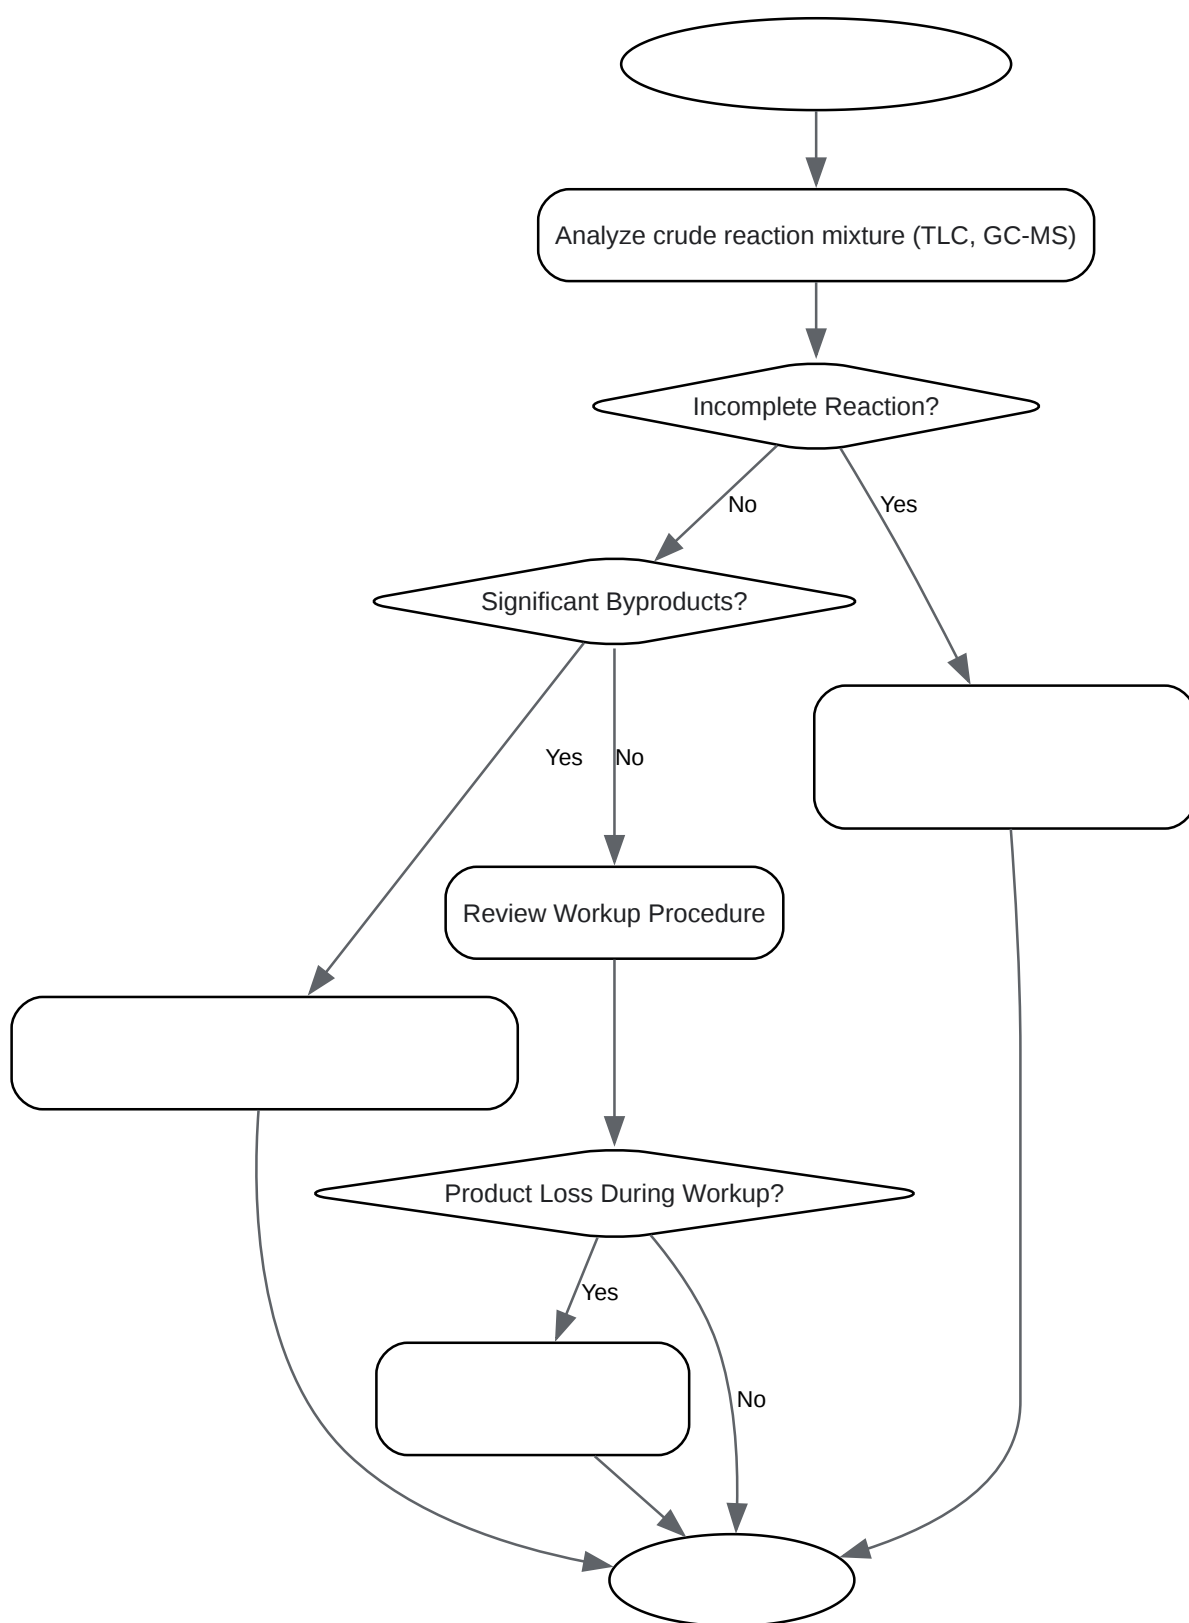 Analyze crude reaction mixture (TLC, GC-MS)
Incomplete Reaction?
No
Yes
Significant Byproducts?
Yes
No
Review Workup Procedure
Product Loss During Workup?
Yes
No